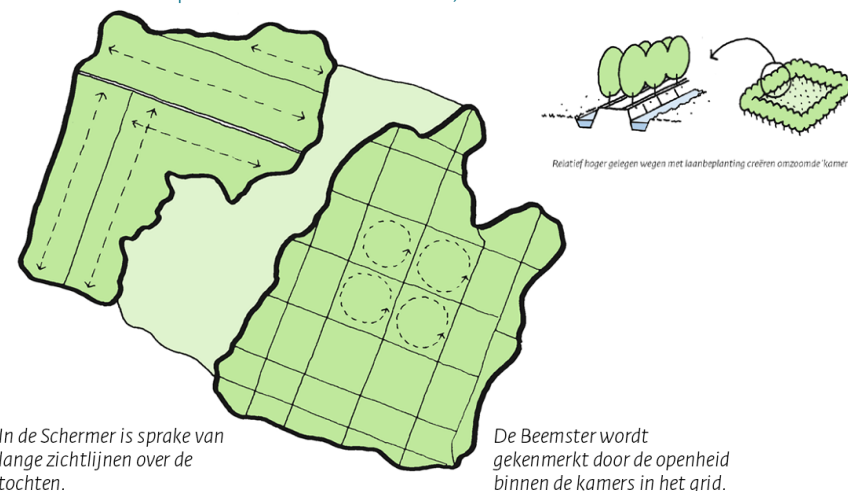 Relatief hoger gelegen wegen met laanbeplanting creëren omzoomde 'kamer
In de Schermer is sprake van
lange zichtlijnen over de
tochten.
De Beemster wordt
gekenmerkt door de openheid
binnen de kamers in het grid.